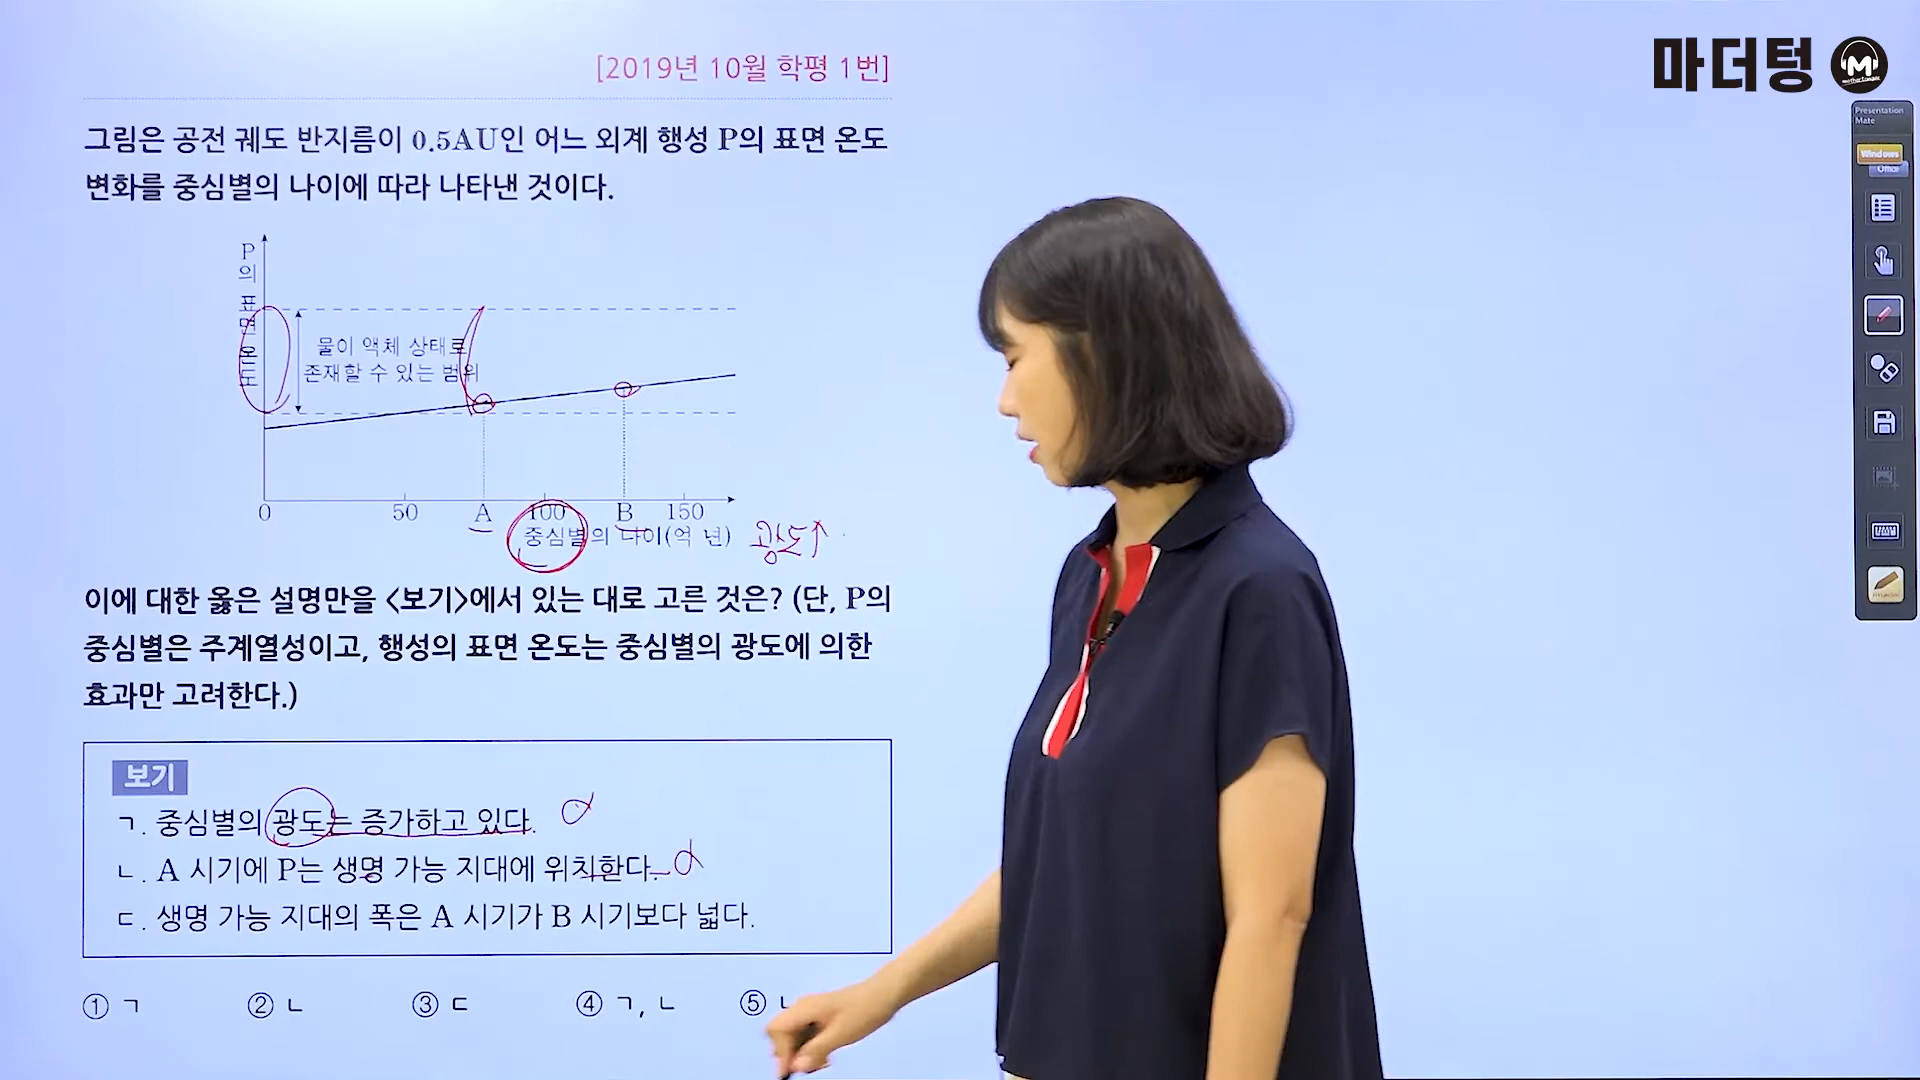 마더텅
[2019년 10월 학평 1번]
그림은 공전 궤도 반지름이 0.5AU인 어느 외계 행성 P의 표면 온도
변화를 중심별의 나이에 따라 나타낸 것이다.
P의 표면 온도
물이 액체 상태로
존재할 수 있는 범위
0 50 A 100 B 150
중심별의 나이(억 년) 광도↑
이에 대한 옳은 설명만을 <보기>에서 있는 대로 고른 것은? (단, P의
중심별은 주계열성이고, 행성의 표면 온도는 중심별의 광도에 의한
효과만 고려한다.)
보기
ㄱ. 중심별의 광도는 증가하고 있다.
ㄴ. A 시기에 P는 생명 가능 지대에 위치한다.
ㄷ. 생명 가능 지대의 폭은 A 시기가 B 시기보다 넓다.
① ㄱ ② ㄴ ③ ㄷ ④ ㄱ, ㄴ ⑤ ㄴ
Presentation
Mate
Windows